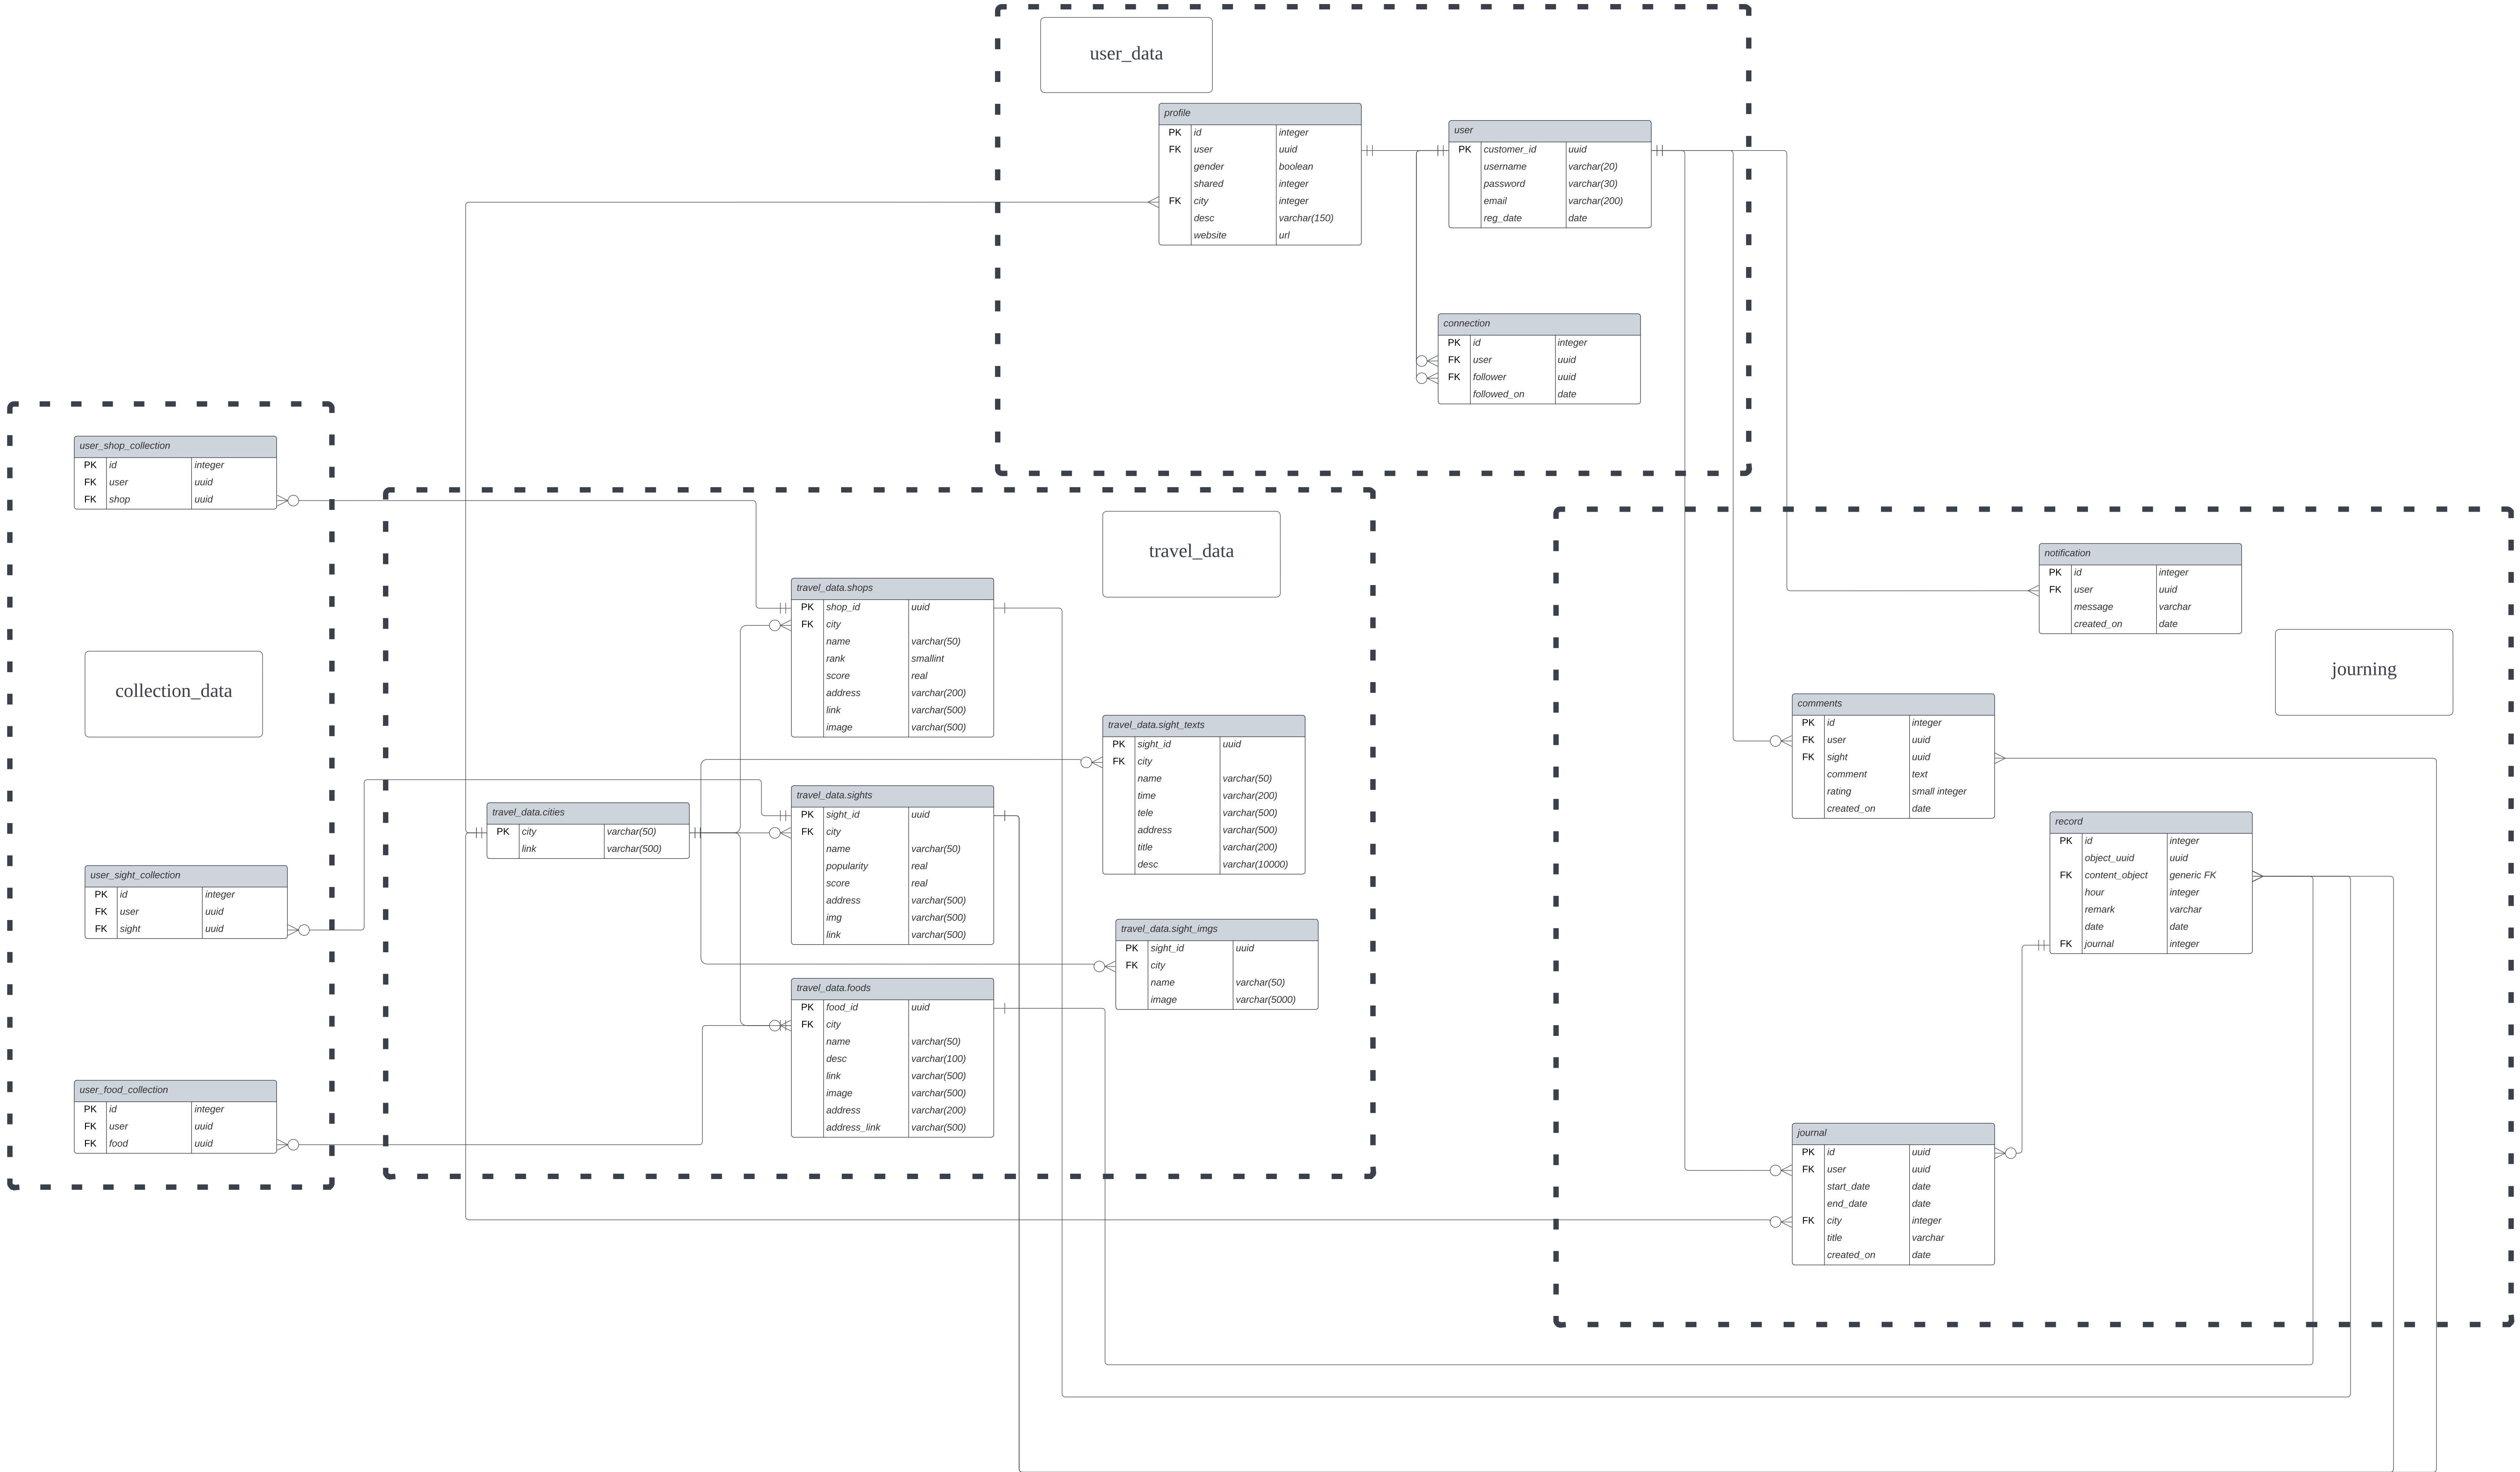 user_data
profile
PK id integer
FK user uuid
gender boolean
shared integer
FK city integer
desc varchar(150)
website url
user
PK customer_id uuid
username varchar(20)
password varchar(30)
email varchar(200)
reg_date date
connection
PK id integer
FK user uuid
FK follower uuid
followed_on date
user_shop_collection
PK id integer
FK user uuid
FK shop uuid
collection_data
user_sight_collection
PK id integer
FK user uuid
FK sight uuid
user_food_collection
PK id integer
FK user uuid
FK food uuid
travel_data
travel_data.shops
PK shop_id uuid
FK city
name varchar(50)
rank smallint
score real
address varchar(200)
link varchar(500)
image varchar(500)
travel_data.cities
PK city varchar(50)
link varchar(500)
travel_data.sights
PK sight_id uuid
FK city
name varchar(50)
popularity real
score real
address varchar(500)
img varchar(500)
link varchar(500)
travel_data.foods
PK food_id uuid
FK city
name varchar(50)
desc varchar(100)
link varchar(500)
image varchar(500)
address varchar(200)
address_link varchar(500)
travel_data.sight_texts
PK sight_id uuid
FK city
name varchar(50)
time varchar(200)
tele varchar(500)
address varchar(500)
title varchar(200)
desc varchar(10000)
travel_data.sight_imgs
PK sight_id uuid
FK city
name varchar(50)
image varchar(5000)
notification
PK id integer
FK user uuid
message varchar
created_on date
journing
comments
PK id integer
FK user uuid
FK sight uuid
comment text
rating small integer
created_on date
record
PK id integer
object_uuid uuid
FK content_object generic FK
hour integer
remark varchar
date date
FK journal integer
journal
PK id uuid
FK user uuid
start_date date
end_date date
FK city integer
title varchar
created_on date